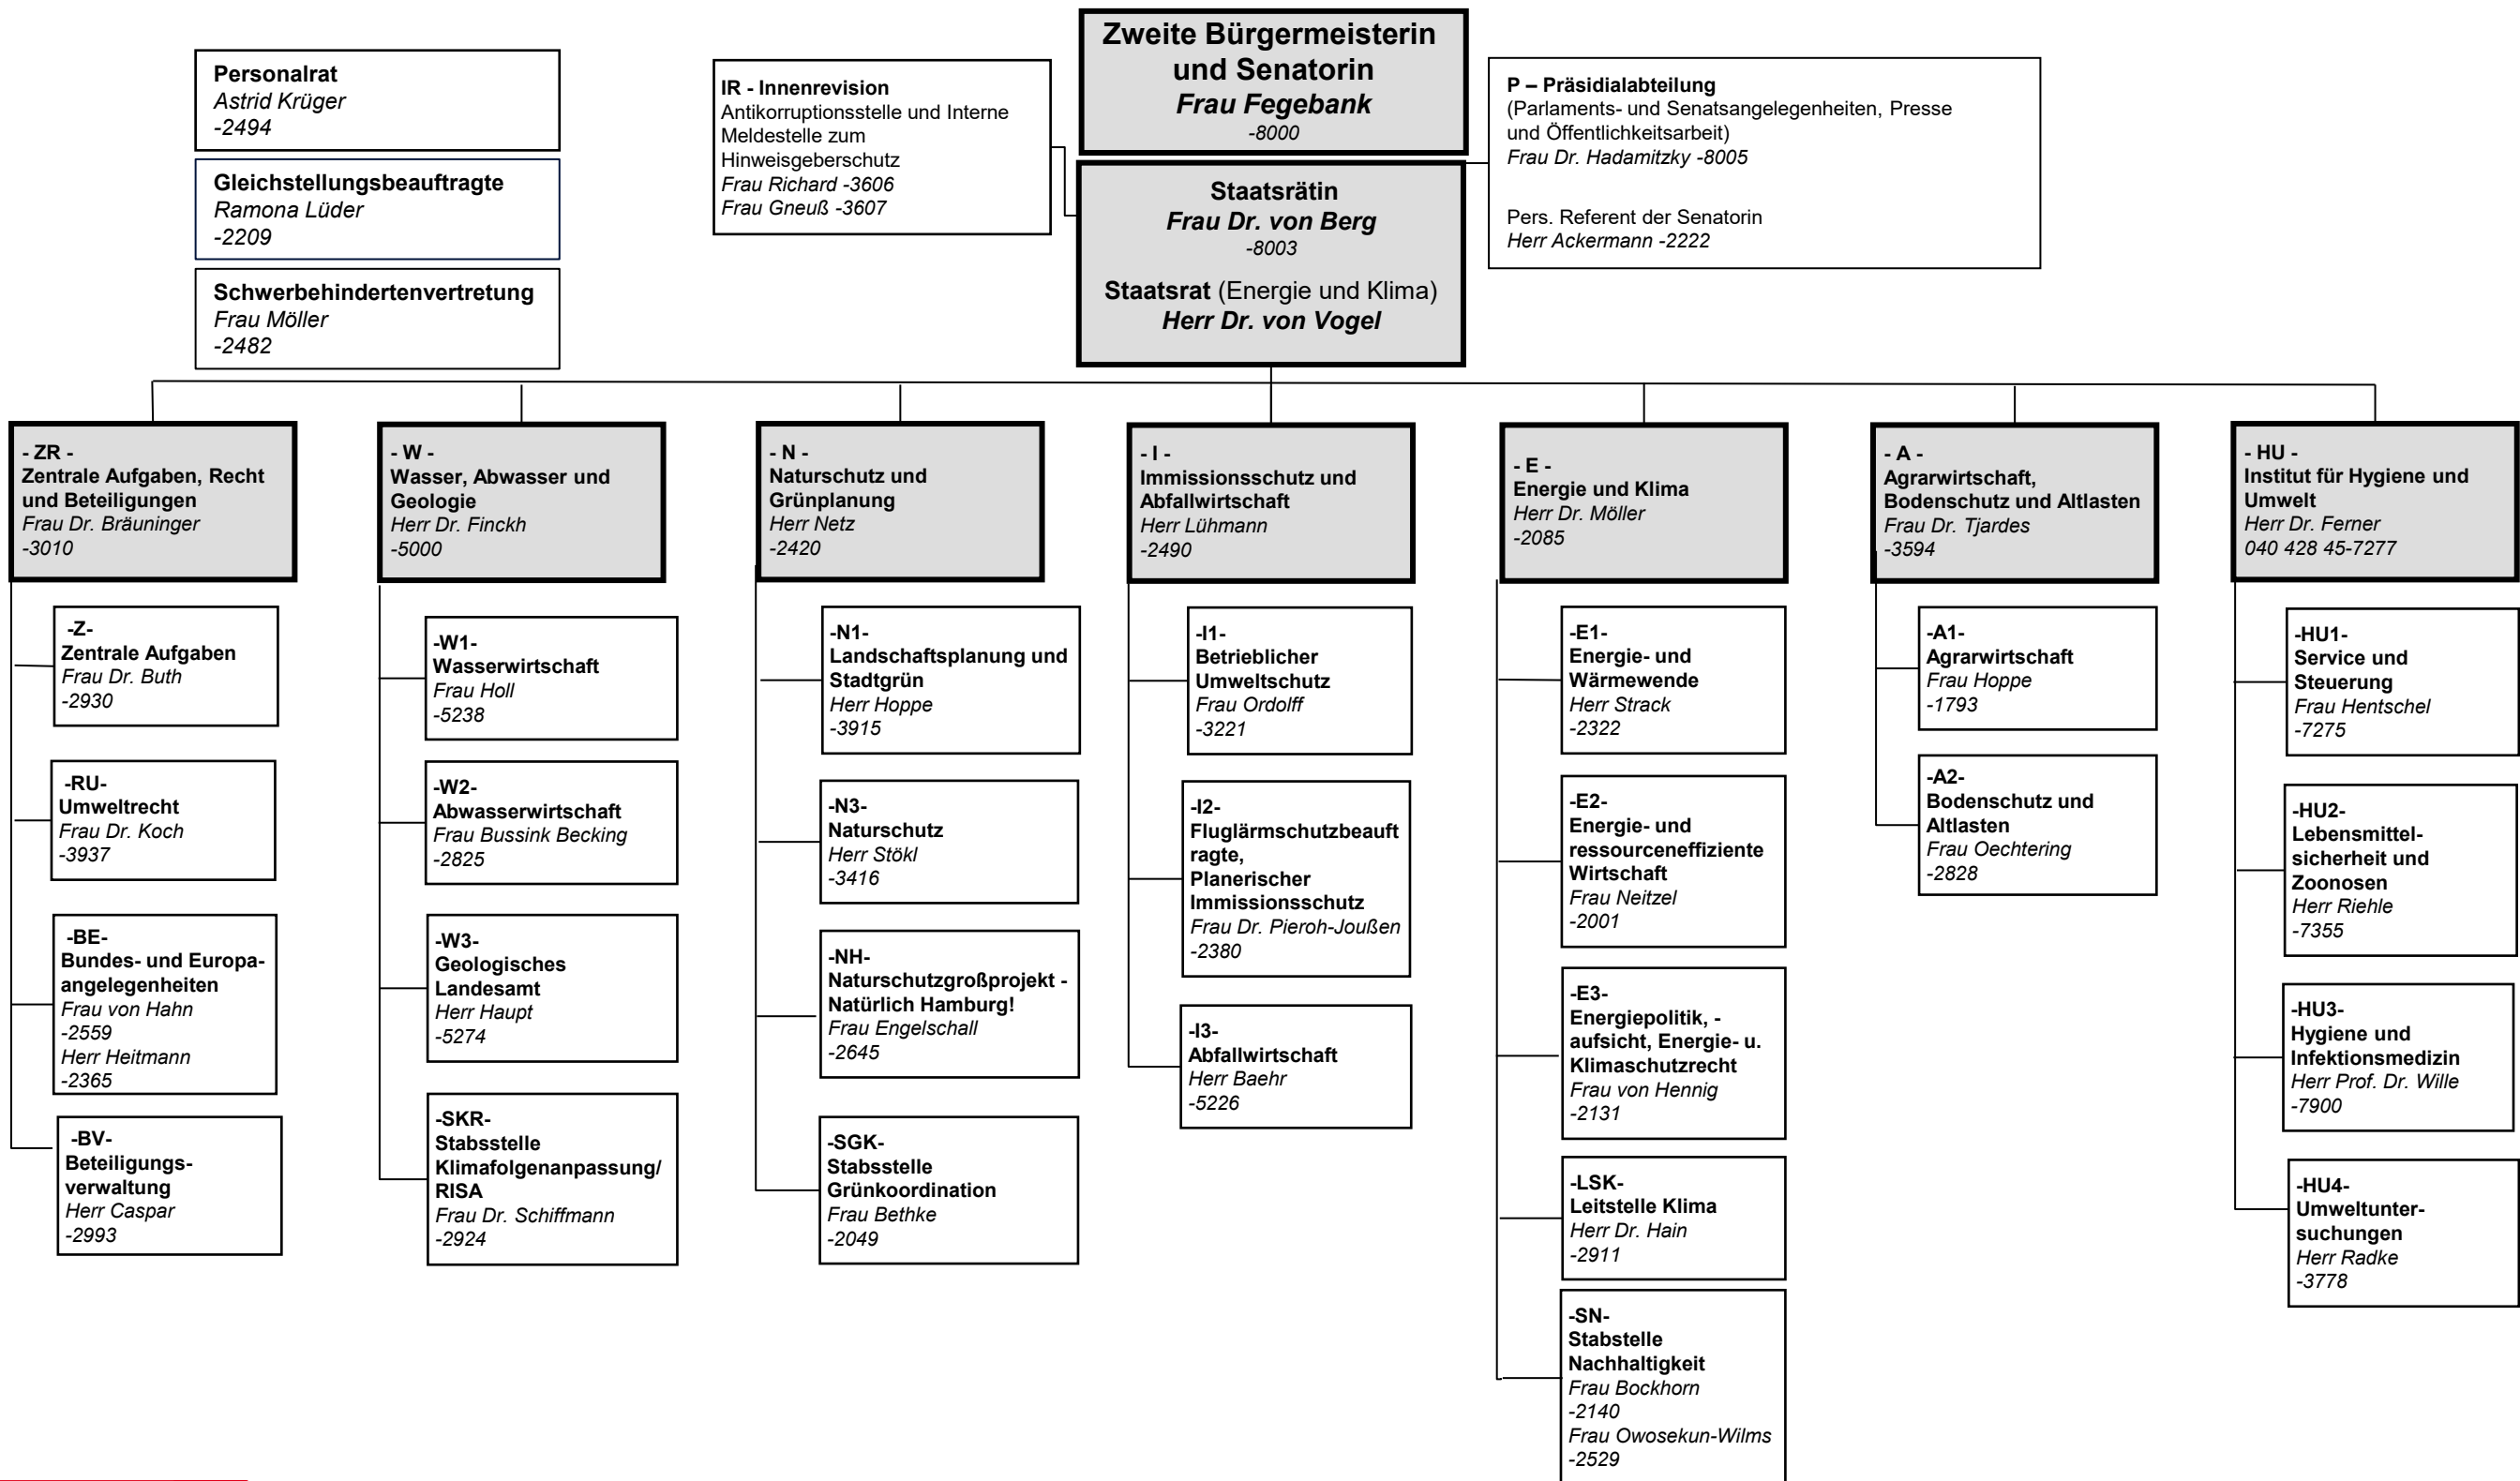 Zweite Bürgermeisterin
und Senatorin
Frau Fegebank
-8000
Personalrat
Astrid Krüger
-2494
Gleichstellungsbeauftragte
Ramona Lüder
-2209
Schwerbehindertenvertretung
Frau Möller
-2482
IR - Innenrevision
Antikorruptionsstelle und Interne
Meldestelle zum
Hinweisgeberschutz
Frau Richard -3606
Frau Gneuß -3607
Staatsrätin
Frau Dr. von Berg
-8003
Staatsrat (Energie und Klima)
Herr Dr. von Vogel
P – Präsidialabteilung
(Parlaments- und Senatsangelegenheiten, Presse
und Öffentlichkeitsarbeit)
Frau Dr. Hadamitzky -8005
Pers. Referent der Senatorin
Herr Ackermann -2222
- ZR -
Zentrale Aufgaben, Recht
und Beteiligungen
Frau Dr. Bräuninger
-3010
-Z-
Zentrale Aufgaben
Frau Dr. Buth
-2930
-RU-
Umweltrecht
Frau Dr. Koch
-3937
-BE-
Bundes- und Europa-
angelegenheiten
Frau von Hahn
-2559
Herr Heitmann
-2365
-BV-
Beteiligungs-
verwaltung
Herr Caspar
-2993
- W -
Wasser, Abwasser und
Geologie
Herr Dr. Finckh
-5000
-W1-
Wasserwirtschaft
Frau Holl
-5238
-W2-
Abwasserwirtschaft
Frau Bussink Becking
-2825
-W3-
Geologisches
Landesamt
Herr Haupt
-5274
-SKR-
Stabsstelle
Klimafolgenanpassung/
RISA
Frau Dr. Schiffmann
-2924
- N -
Naturschutz und
Grünplanung
Herr Netz
-2420
-N1-
Landschaftsplanung und
Stadtgrün
Herr Hoppe
-3915
-N3-
Naturschutz
Herr Stökl
-3416
-NH-
Naturschutzgroßprojekt -
Natürlich Hamburg!
Frau Engelschall
-2645
-SGK-
Stabsstelle
Grünkoordination
Frau Bethke
-2049
- I -
Immissionsschutz und
Abfallwirtschaft
Herr Lühmann
-2490
-I1-
Betrieblicher
Umweltschutz
Frau Ordolff
-3221
-I2-
Fluglärmschutzbeauft
ragte,
Planerischer
Immissionsschutz
Frau Dr. Pieroh-Joußen
-2380
-I3-
Abfallwirtschaft
Herr Baehr
-5226
- E -
Energie und Klima
Herr Dr. Möller
-2085
-E1-
Energie- und
Wärmewende
Herr Strack
-2322
-E2-
Energie- und
ressourceneffiziente
Wirtschaft
Frau Neitzel
-2001
-E3-
Energiepolitik, -
aufsicht, Energie- u.
Klimaschutzrecht
Frau von Hennig
-2131
-LSK-
Leitstelle Klima
Herr Dr. Hain
-2911
-SN-
Stabstelle
Nachhaltigkeit
Frau Bockhorn
-2140
Frau Owosekun-Wilms
-2529
- A -
Agrarwirtschaft,
Bodenschutz und Altlasten
Frau Dr. Tjardes
-3594
-A1-
Agrarwirtschaft
Frau Hoppe
-1793
-A2-
Bodenschutz und
Altlasten
Frau Oechtering
-2828
- HU -
Institut für Hygiene und
Umwelt
Herr Dr. Ferner
040 428 45-7277
-HU1-
Service und
Steuerung
Frau Hentschel
-7275
-HU2-
Lebensmittel-
sicherheit und
Zoonosen
Herr Riehle
-7355
-HU3-
Hygiene und
Infektionsmedizin
Herr Prof. Dr. Wille
-7900
-HU4-
Umweltunter-
suchungen
Herr Radke
-3778